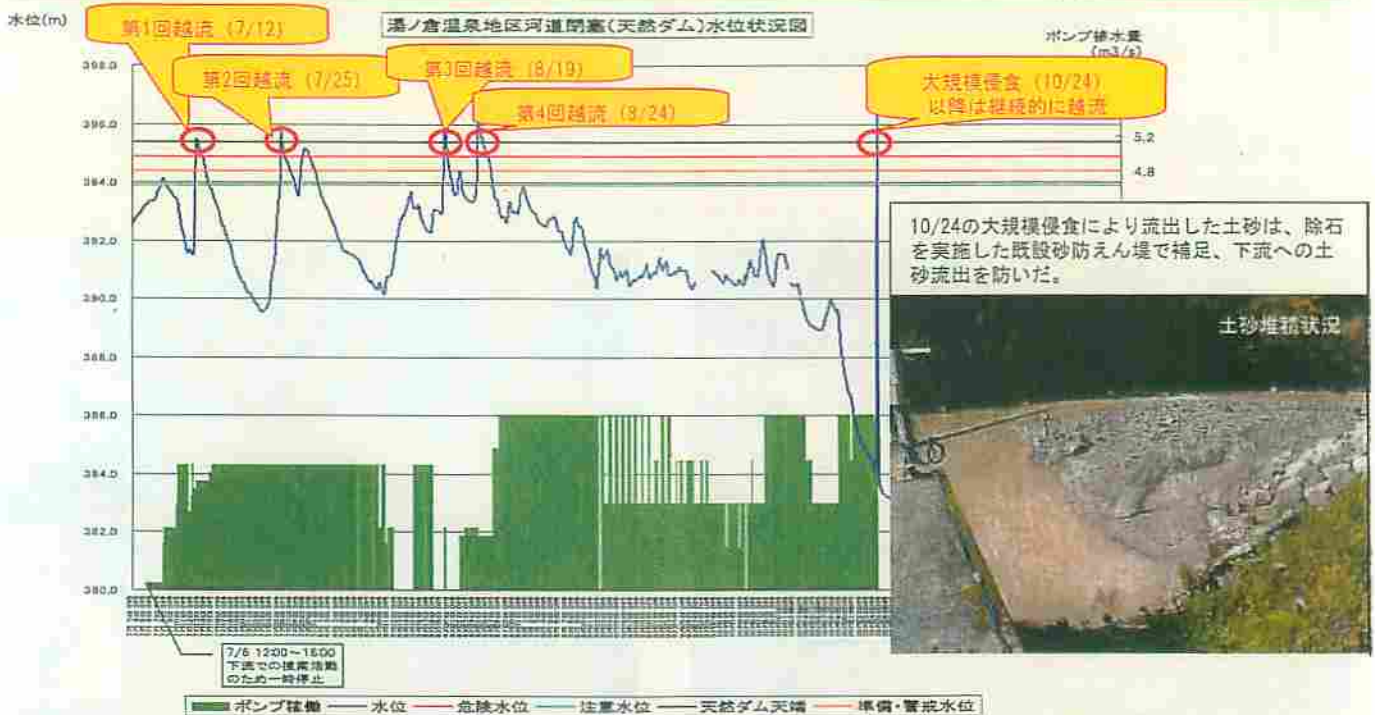 水位(m)
第1回越流 (7/12)
湯ノ倉温泉地区河道閉塞(天然ダム)水位状況図
ポンプ排水量
(m3/s)
第2回越流 (7/25)
第3回越流 (8/19)
第4回越流 (8/24)
大規模侵食 (10/24)
以降は継続的に越流
398.0
396.0
394.0
392.0
390.0
388.0
386.0
384.0
382.0
380.0
5.2
4.8
10/24の大規模侵食により流出した土砂は、除石
を実施した既設砂防えん堤で補足、下流への土
砂流出を防いだ。
土砂堆積状況
7/6 12:00~15:00
下流での捜索活動
のため一時停止
ポンプ稼働 水位 危険水位 注意水位 天然ダム天端 準備・警戒水位